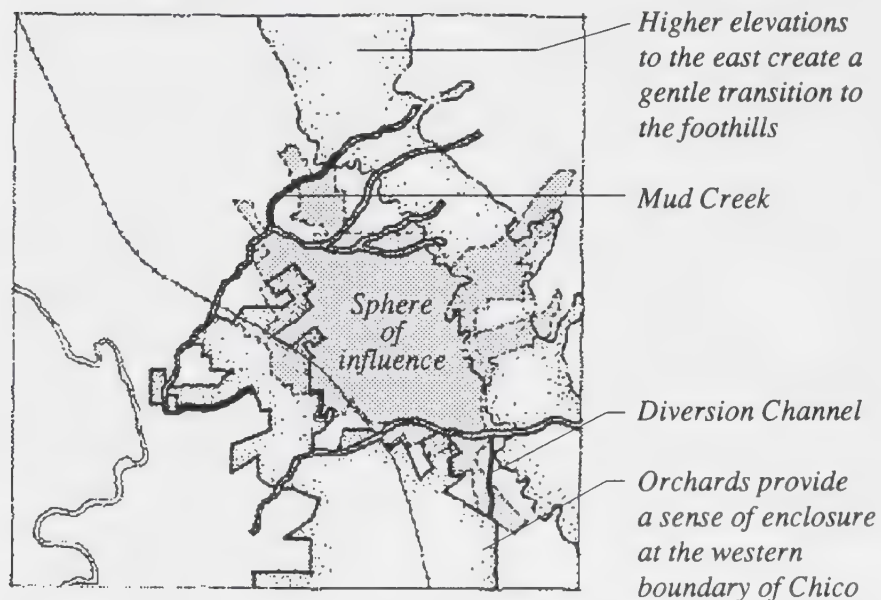 Higher elevations
to the east create a
gentle transition to
the foothills
Mud Creek
Sphere
of
influence
Diversion Channel
Orchards provide
a sense of enclosure
at the western
boundary of Chico